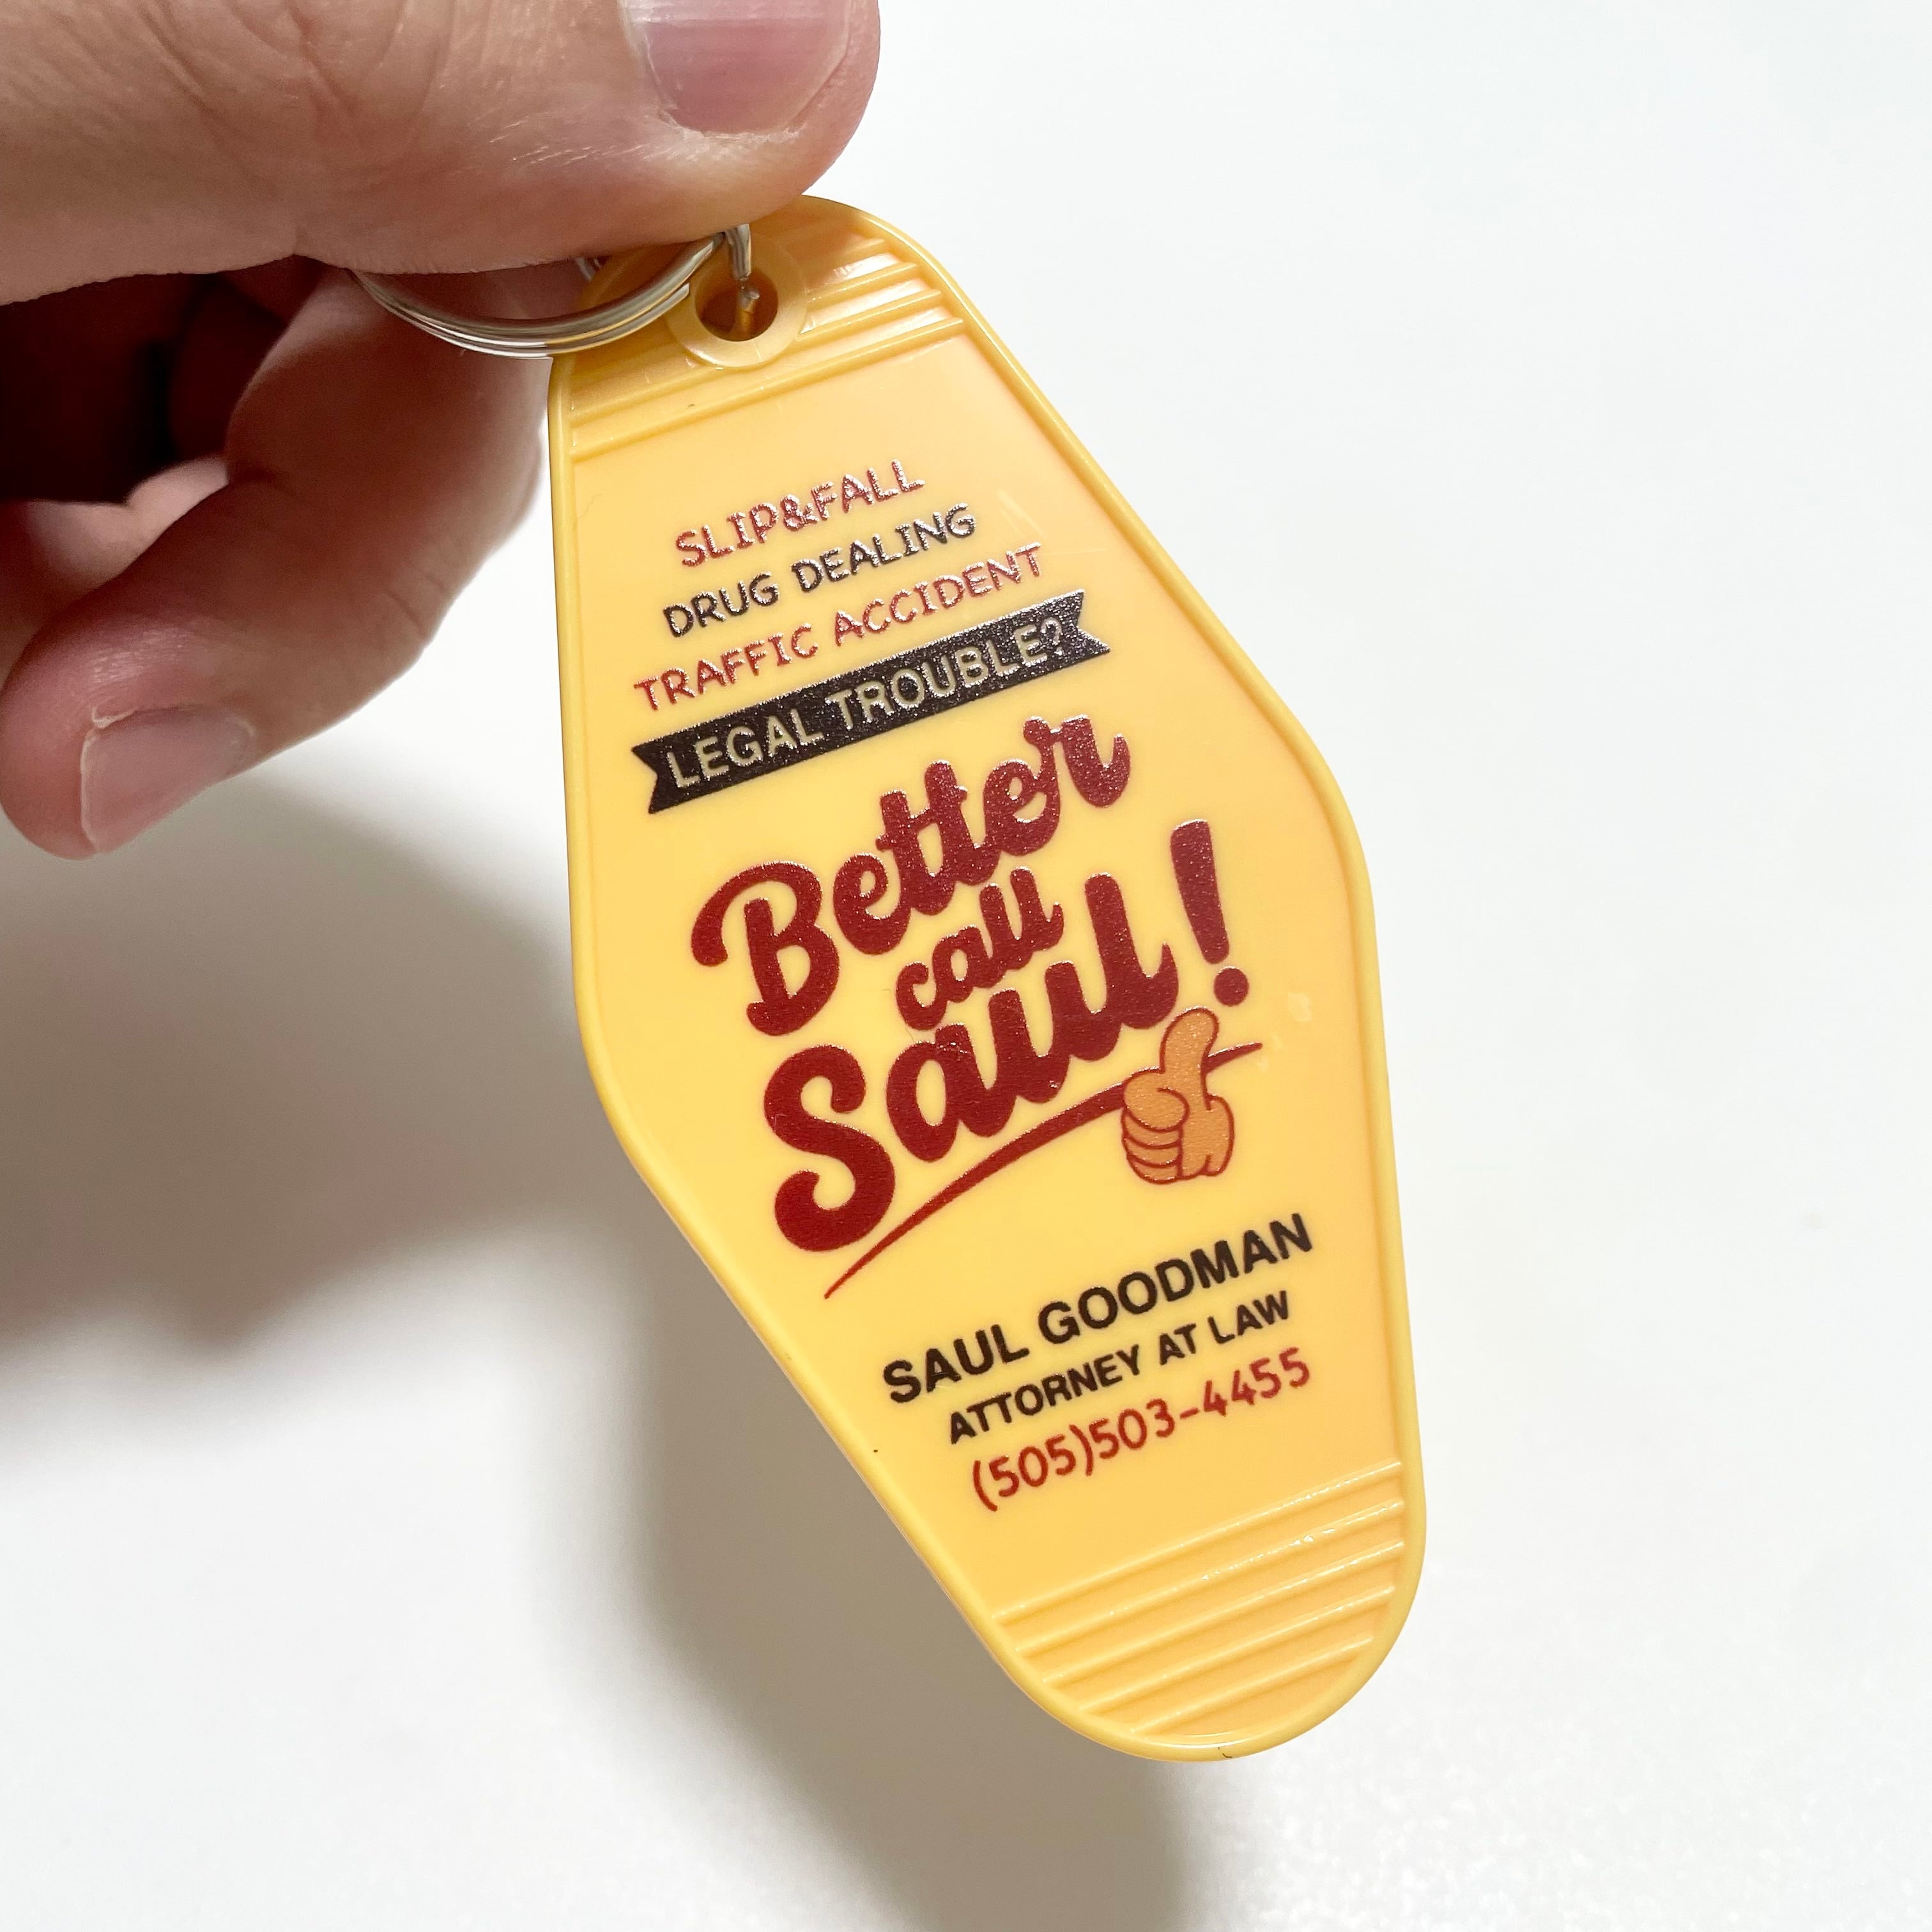 SLIP&FALL
DRUG DEALING
TRAFFIC ACCIDENT
LEGAL TROUBLE?
Better
call
Saul!
SAUL GOODMAN
ATTORNEY AT LAW
(505)503-4455